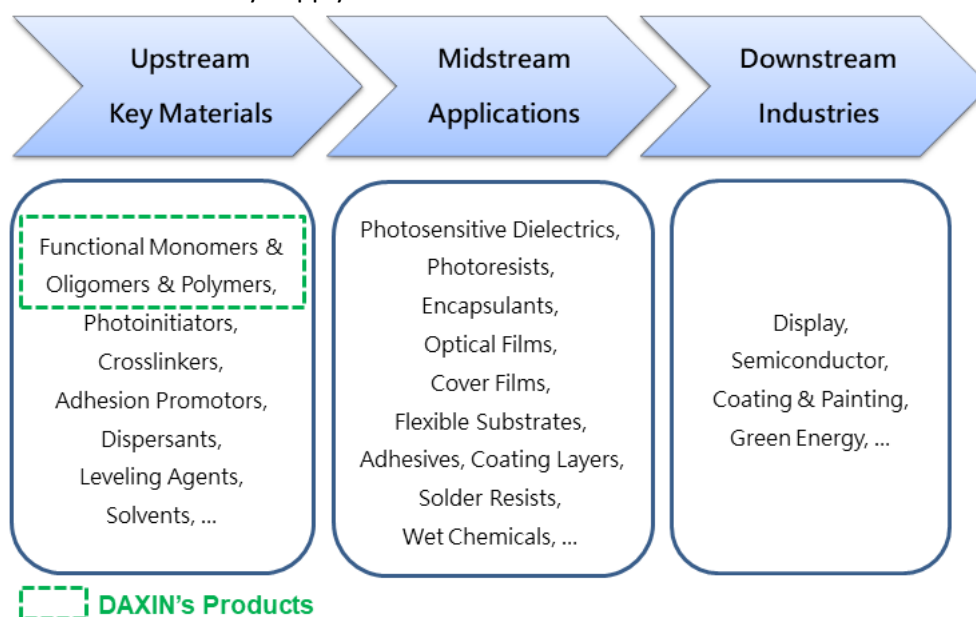 Upstream
Key Materials
Midstream
Applications
Downstream
Industries
Functional Monomers &
Oligomers & Polymers,
Photoinitiators,
Crosslinkers,
Adhesion Promotors,
Dispersants,
Leveling Agents,
Solvents, ...
Photosensitive Dielectrics,
Photoresists,
Encapsulants,
Optical Films,
Cover Films,
Flexible Substrates,
Adhesives, Coating Layers,
Solder Resists,
Wet Chemicals, ...
Display,
Semiconductor,
Coating & Painting,
Green Energy, ...
DAXIN's Products